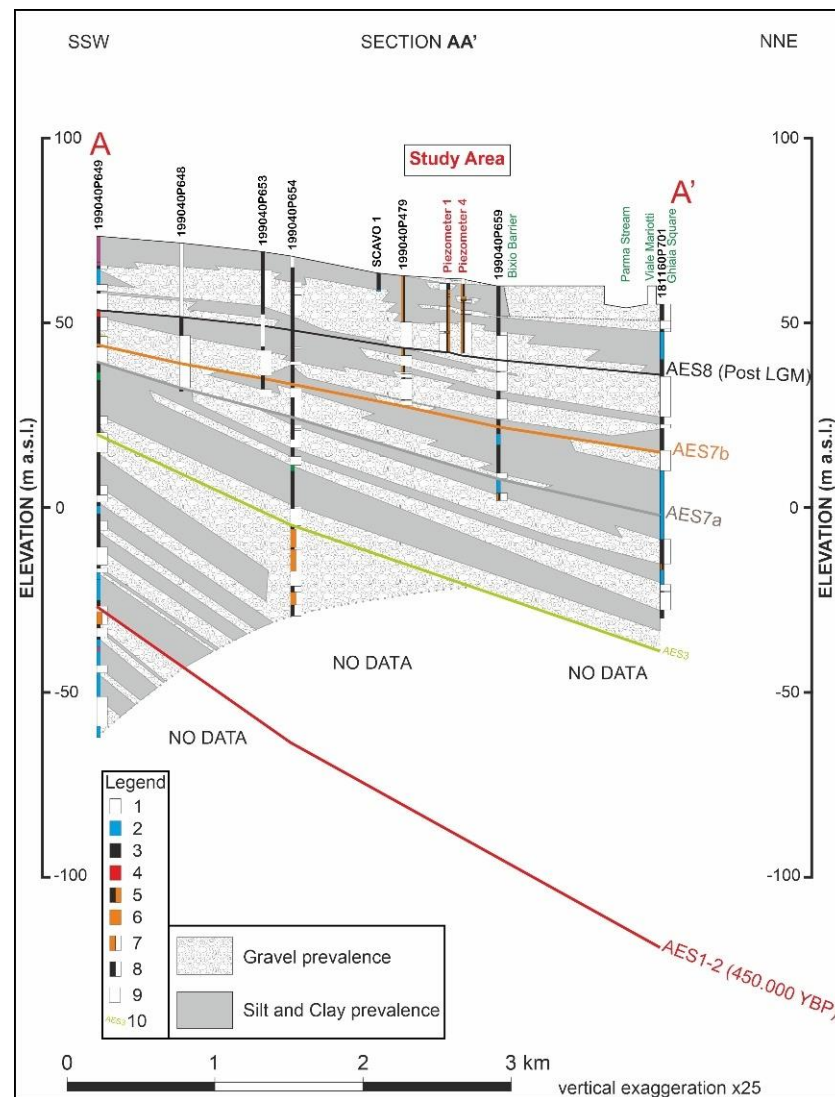 SSW
SECTION AA’
NNE
100
A
199040P649
199040P648
199040P653
199040P654
SCAVO 1
199040P479
Study Area
Piezometer 1
Piezometer 4
199040P659
Bixio Barrier
Parma Stream
Viale Mariotti
Ghiaia Square
181160P701
A’
100
50
50
AES8 (Post LGM)
AES7b
AES7a
ELEVATION (m a.s.l.)
0
0
ELEVATION (m a.s.l.)
AES3
NO DATA
NO DATA
NO DATA
-50
-50
-100
-100
AES1-2 (450.000 YBP)
Legend
1
2
3
4
5
6
7
8
9
AES3 10
Gravel prevalence
Silt and Clay prevalence
0 1 2 3 km
vertical exaggeration x25